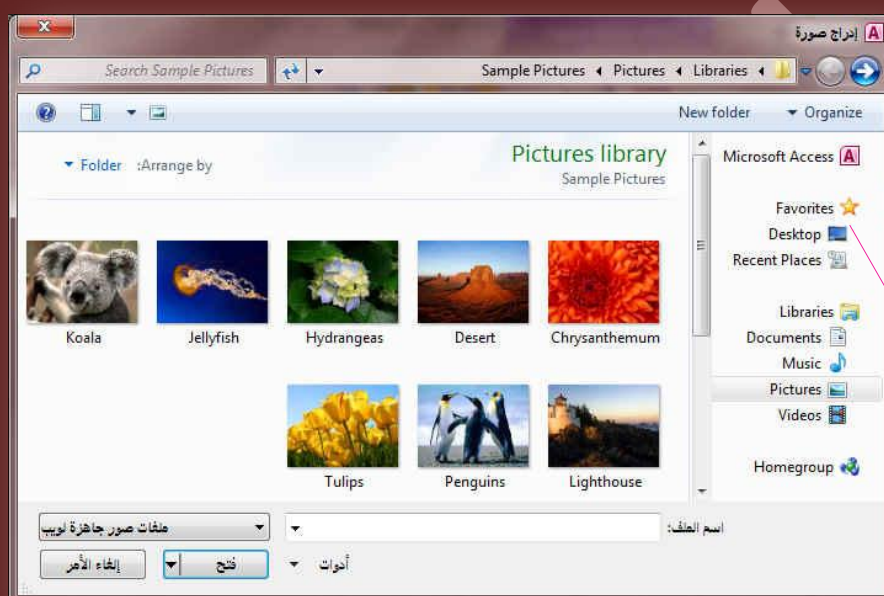 إدراج صورة
Search Sample Pictures
Libraries Pictures Sample Pictures
Organize New folder
Microsoft Access
Favorites
Desktop
Recent Places
Libraries
Documents
Music
Pictures
Videos
Homegroup
Pictures library
Sample Pictures
:Arrange by Folder
Chrysanthemum Desert Hydrangeas Jellyfish Koala
Lighthouse Penguins Tulips
اسم الملف:
ملفات صور جاهزة لويب
أدوات فتح إلغاء الأمر